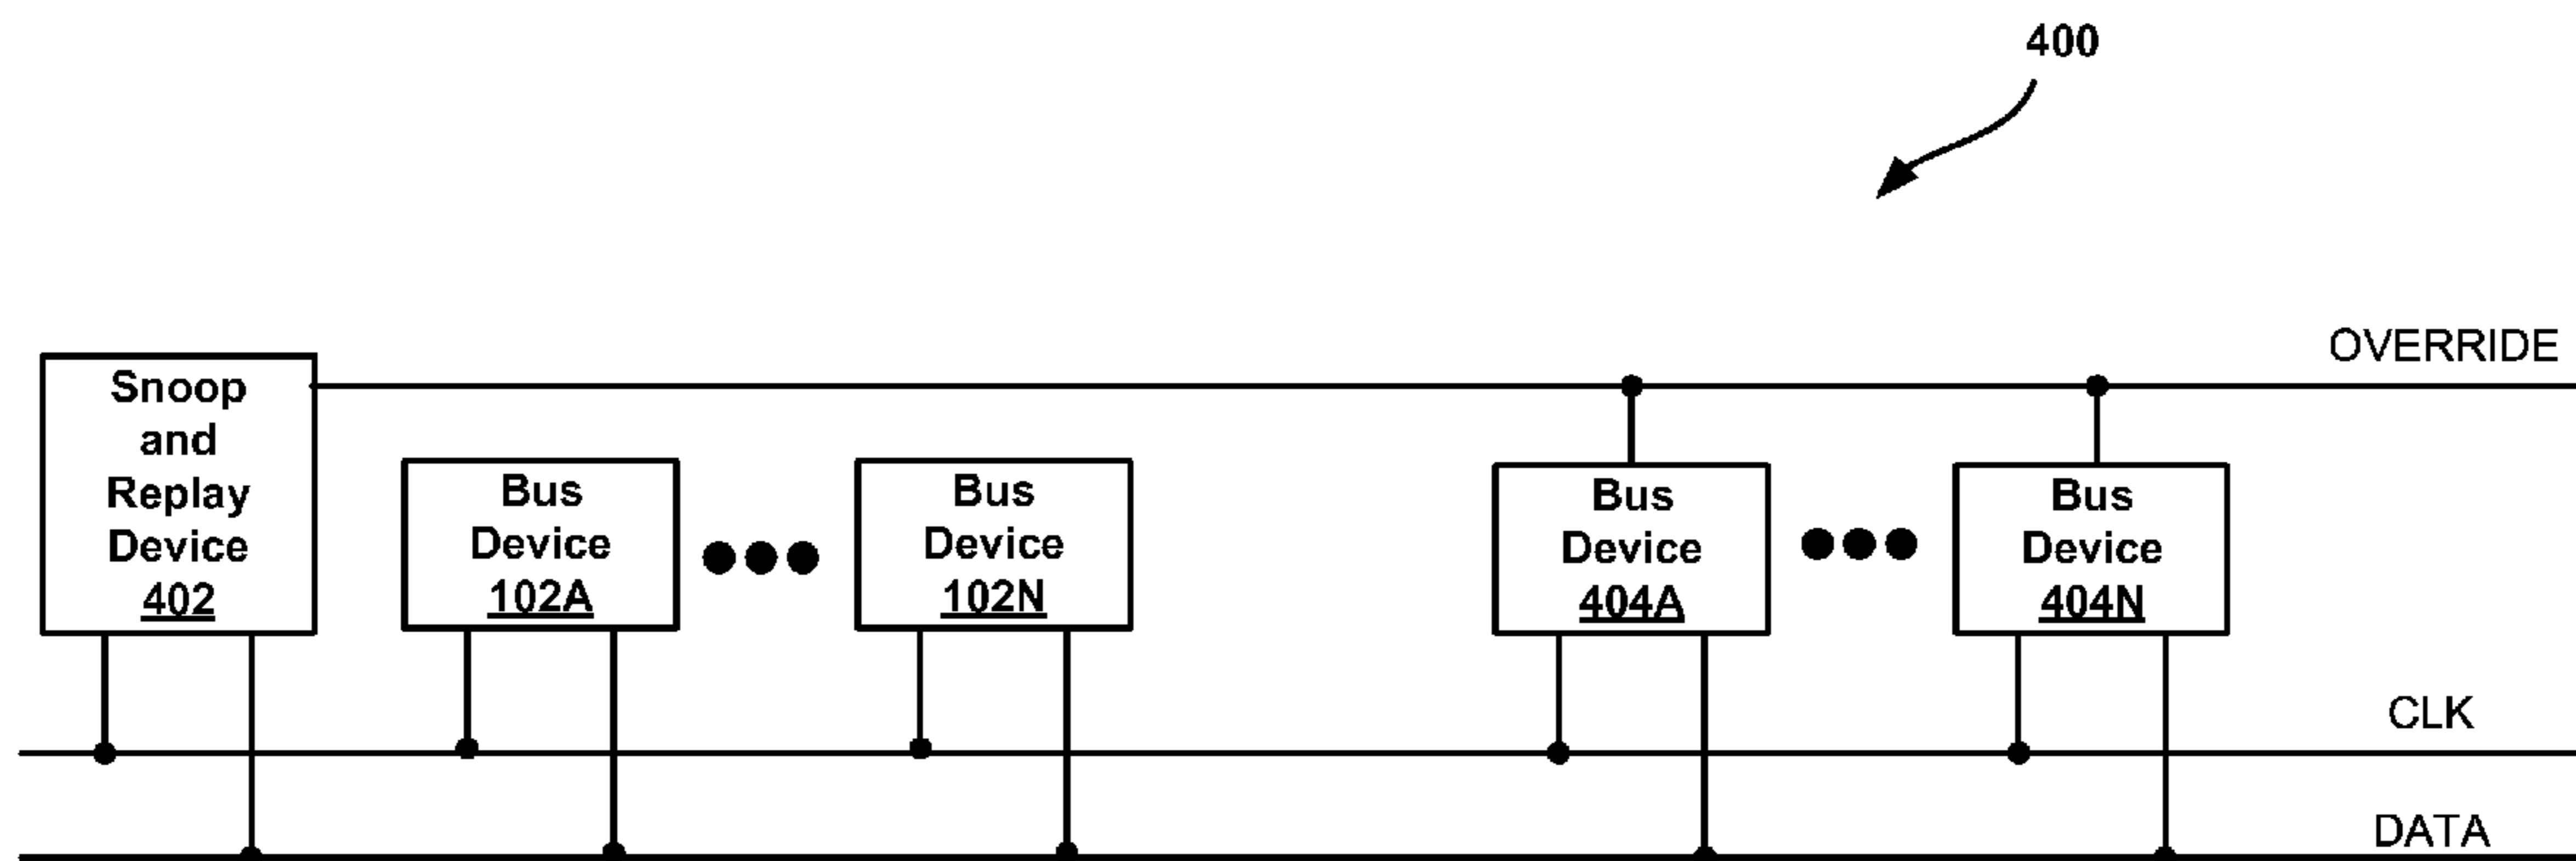 400
OVERRIDE
Snoop
and
Replay
Device
402
Bus
Device
102A
Bus
Device
102N
Bus
Device
404A
Bus
Device
404N
CLK
DATA